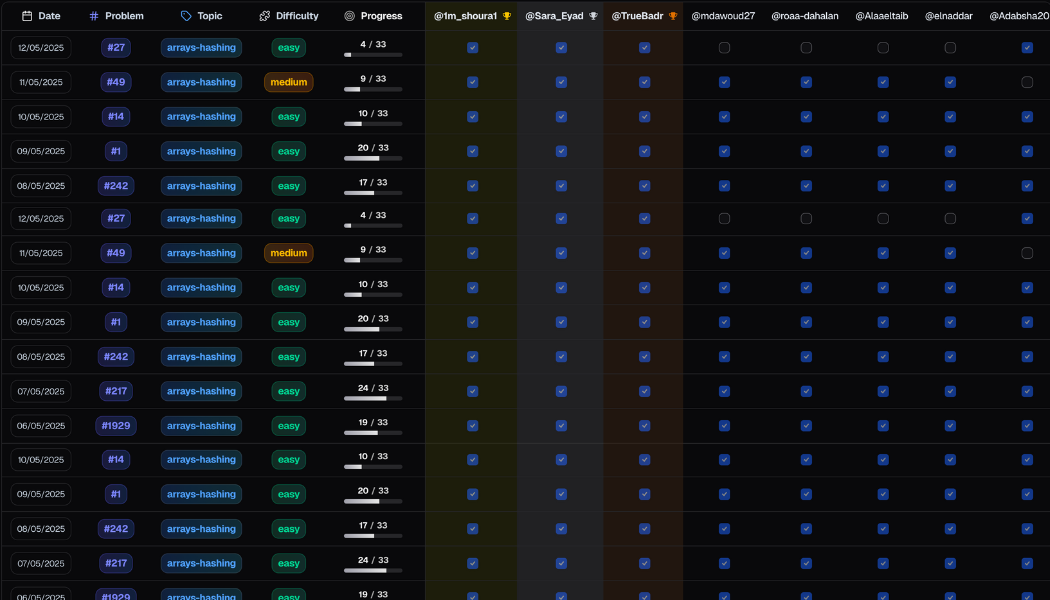 Date Problem Topic Difficulty Progress @1m_shoura1 @Sara_Eyad @TrueBadr @mdawoud27 @roaa-dahalan @Alaaeltaib @elnaddar @Adabsha20
12/05/2025 #27 arrays-hashing easy 4 / 33
11/05/2025 #49 arrays-hashing medium 9 / 33
10/05/2025 #14 arrays-hashing easy 10 / 33
09/05/2025 #1 arrays-hashing easy 20 / 33
08/05/2025 #242 arrays-hashing easy 17 / 33
12/05/2025 #27 arrays-hashing easy 4 / 33
11/05/2025 #49 arrays-hashing medium 9 / 33
10/05/2025 #14 arrays-hashing easy 10 / 33
09/05/2025 #1 arrays-hashing easy 20 / 33
08/05/2025 #242 arrays-hashing easy 17 / 33
07/05/2025 #217 arrays-hashing easy 24 / 33
06/05/2025 #1929 arrays-hashing easy 19 / 33
10/05/2025 #14 arrays-hashing easy 10 / 33
09/05/2025 #1 arrays-hashing easy 20 / 33
08/05/2025 #242 arrays-hashing easy 17 / 33
07/05/2025 #217 arrays-hashing easy 24 / 33
06/05/2025 #1929 arrays-hashing easy 19 / 33